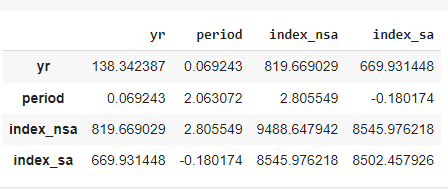 yr period index_nsa index_sa
yr 138.342387 0.069243 819.669029 669.931448
period 0.069243 2.063072 2.805549 -0.180174
index_nsa 819.669029 2.805549 9488.647942 8545.976218
index_sa 669.931448 -0.180174 8545.976218 8502.457926